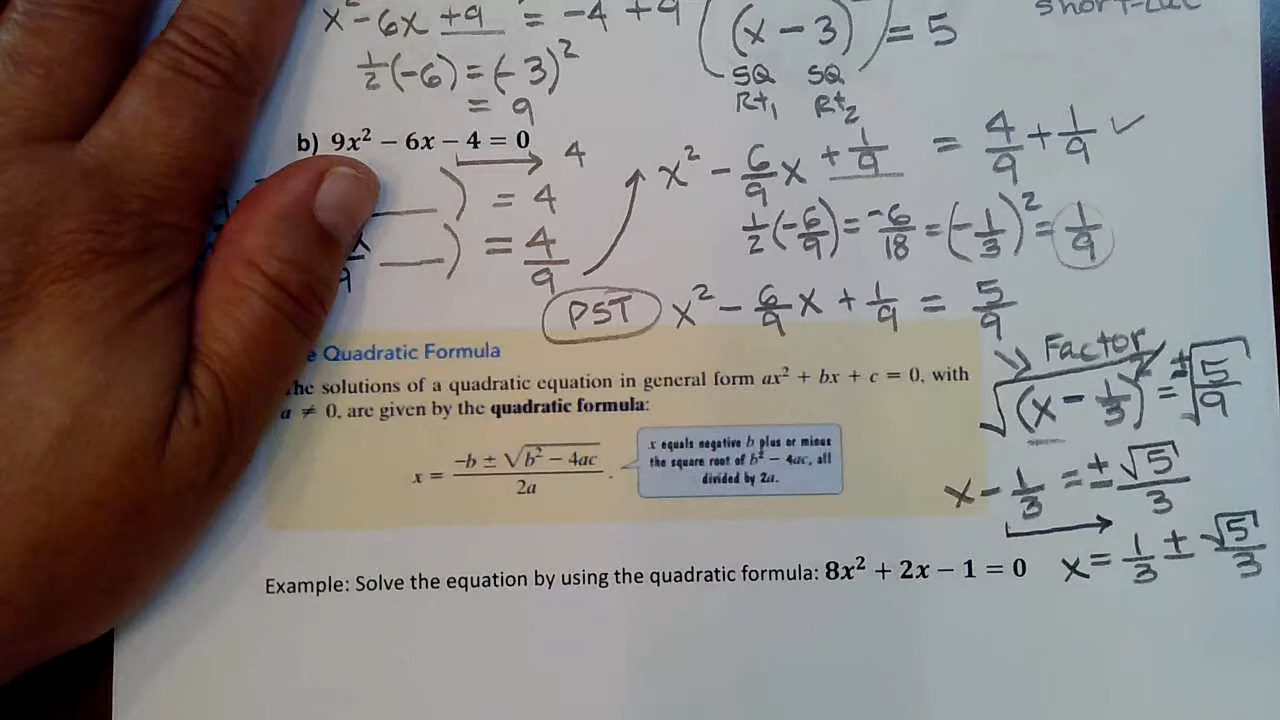 x² - 6x + 9 = -4 + 9
(x - 3) = 5
½(-6) = (-3)²
= 9
SQ SQ
Rt₁ Rt₂
b) 9x² − 6x − 4 = 0
4
) = 4
) = 4/9
x² - 6/9 x + 1/9 = 4/9 + 1/9 ✓
½(-6/9) = -6/18 = (-1/3)² = 1/9
PST x² - 6/9 x + 1/9 = 5/9
Factor
√(x - 1/3)² = ±√5/9
x - 1/3 = ± √5/3
x = 1/3 ± √5/3
Quadratic Formula
he solutions of a quadratic equation in general form ax² + bx + c = 0, with
a ≠ 0, are given by the quadratic formula:
x = (−b ± √(b² − 4ac)) / 2a .
x equals negative b plus or minus
the square root of b² − 4ac, all
divided by 2a.
Example: Solve the equation by using the quadratic formula: 8x² + 2x − 1 = 0